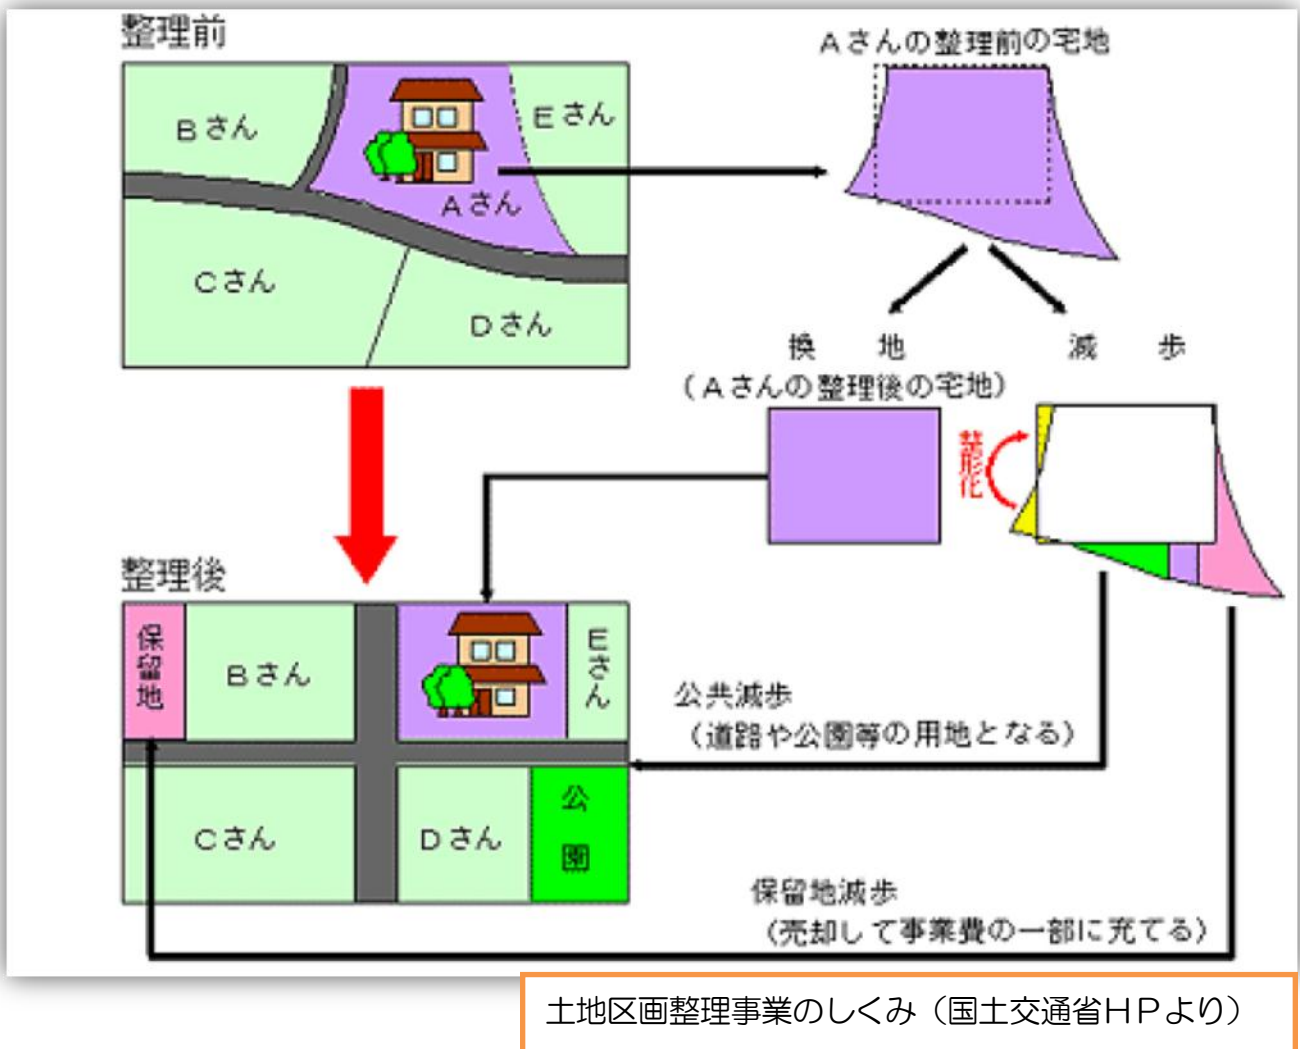 整理前
Aさんの整理前の宅地
Bさん
Eさん
Aさん
Cさん
Dさん
換地
減歩
(Aさんの整理後の宅地)
整形化
整理後
保留地
Bさん
Eさん
公共減歩
(道路や公園等の用地となる)
Cさん
Dさん
公園
保留地減歩
(売却して事業費の一部に充てる)
土地区画整理事業のしくみ(国土交通省HPより)